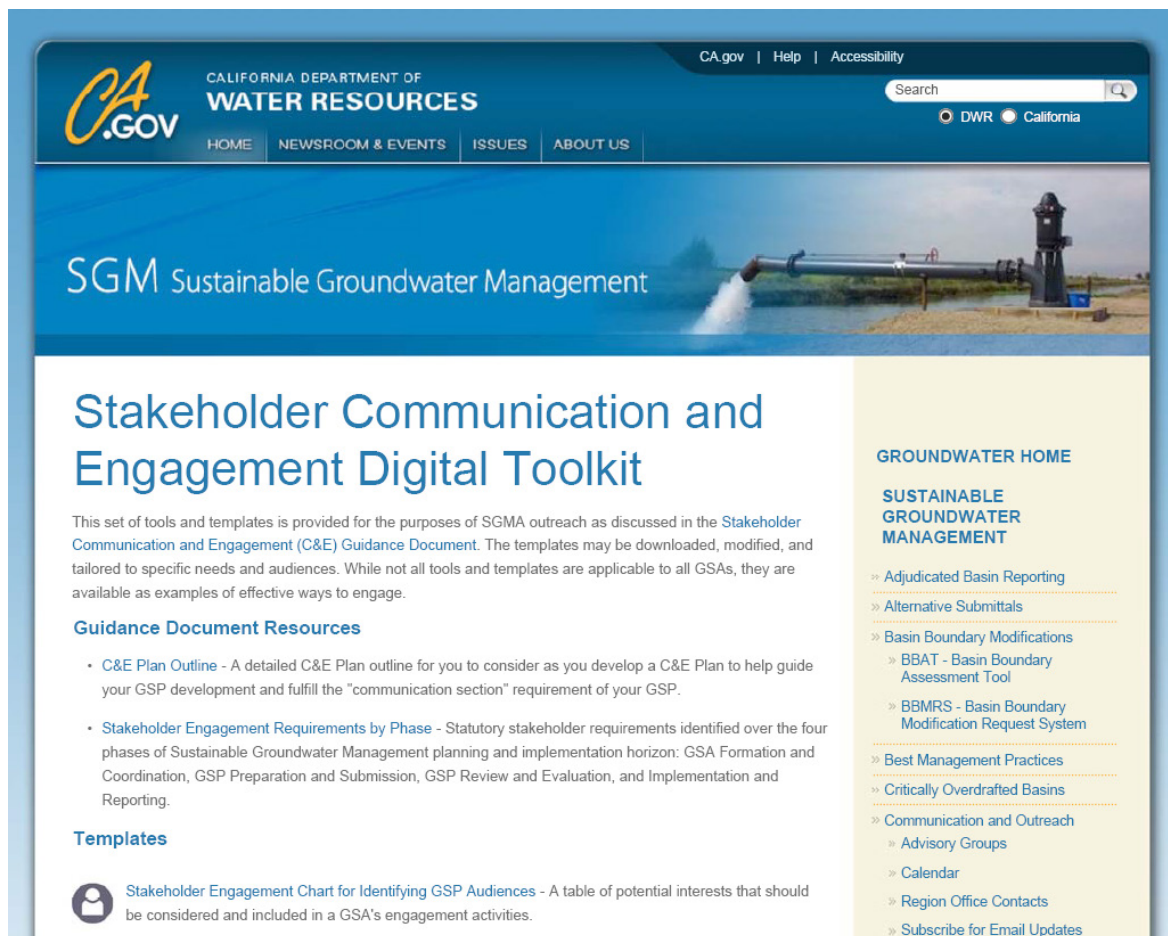 CA.gov | Help | Accessibility
CA
.GOV
CALIFORNIA DEPARTMENT OF
WATER RESOURCES
Search
DWR California
HOME NEWSROOM & EVENTS ISSUES ABOUT US
SGM Sustainable Groundwater Management
Stakeholder Communication and
Engagement Digital Toolkit
This set of tools and templates is provided for the purposes of SGMA outreach as discussed in the Stakeholder
Communication and Engagement (C&E) Guidance Document. The templates may be downloaded, modified, and
tailored to specific needs and audiences. While not all tools and templates are applicable to all GSAs, they are
available as examples of effective ways to engage.
Guidance Document Resources
• C&E Plan Outline - A detailed C&E Plan outline for you to consider as you develop a C&E Plan to help guide
your GSP development and fulfill the "communication section" requirement of your GSP.
• Stakeholder Engagement Requirements by Phase - Statutory stakeholder requirements identified over the four
phases of Sustainable Groundwater Management planning and implementation horizon: GSA Formation and
Coordination, GSP Preparation and Submission, GSP Review and Evaluation, and Implementation and
Reporting.
Templates
Stakeholder Engagement Chart for Identifying GSP Audiences - A table of potential interests that should
be considered and included in a GSA's engagement activities.
GROUNDWATER HOME
SUSTAINABLE
GROUNDWATER
MANAGEMENT
» Adjudicated Basin Reporting
» Alternative Submittals
» Basin Boundary Modifications
» BBAT - Basin Boundary
Assessment Tool
» BBMRS - Basin Boundary
Modification Request System
» Best Management Practices
» Critically Overdrafted Basins
» Communication and Outreach
» Advisory Groups
» Calendar
» Region Office Contacts
» Subscribe for Email Updates